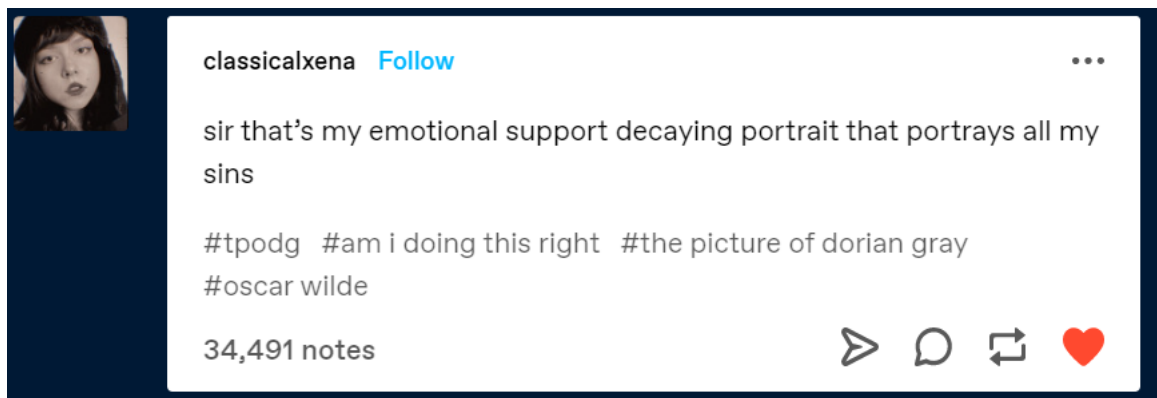 classicalxena Follow
sir that’s my emotional support decaying portrait that portrays all my
sins
#tpodg #am i doing this right #the picture of dorian gray
#oscar wilde
34,491 notes